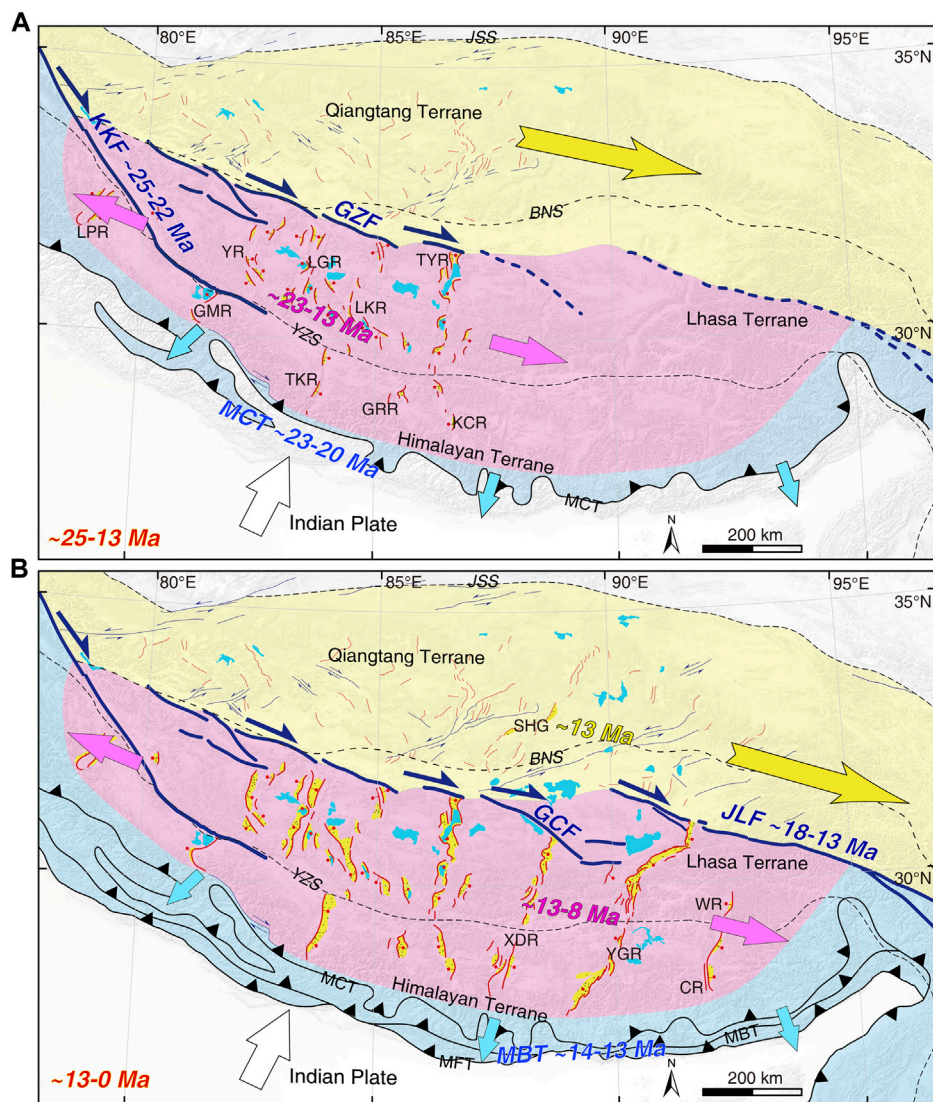 A
80°E
85°E
JSS
90°E
95°E
35°N
Qiangtang Terrane
KKF ~25-22 Ma
BNS
GZF
LPR
YR
LGR
TYR
GMR
~23-13 Ma
LKR
Lhasa Terrane
30°N
YZS
TKR
GRR
KCR
MCT ~23-20 Ma
Himalayan Terrane
MCT
Indian Plate
N
~25-13 Ma
200 km
B
80°E
85°E
JSS
90°E
95°E
35°N
Qiangtang Terrane
SHG ~13 Ma
BNS
GCF
JLF ~18-13 Ma
Lhasa Terrane
30°N
YZS
~13-8 Ma
WR
XDR
YGR
CR
MCT
Himalayan Terrane
MBT
MBT ~14-13 Ma
MFT
Indian Plate
N
~13-0 Ma
200 km